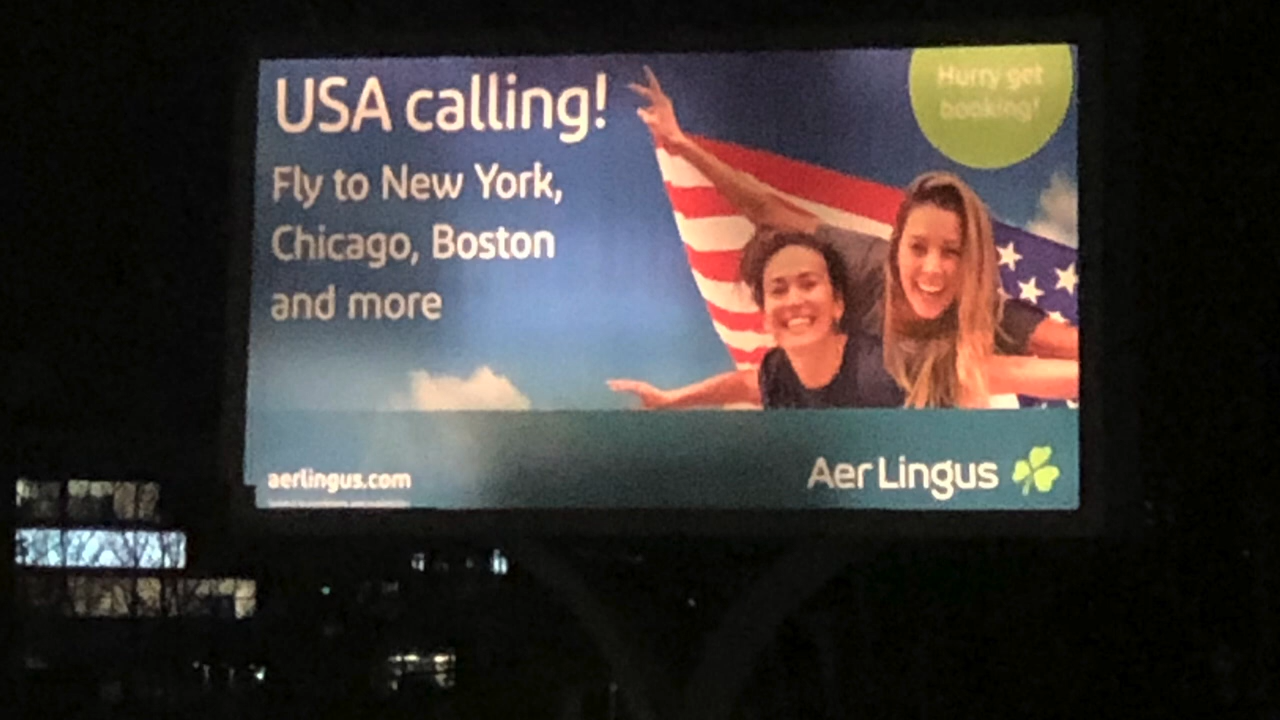 USA calling!
Fly to New York,
Chicago, Boston
and more
Hurry get
booking!
aerlingus.com
Aer Lingus